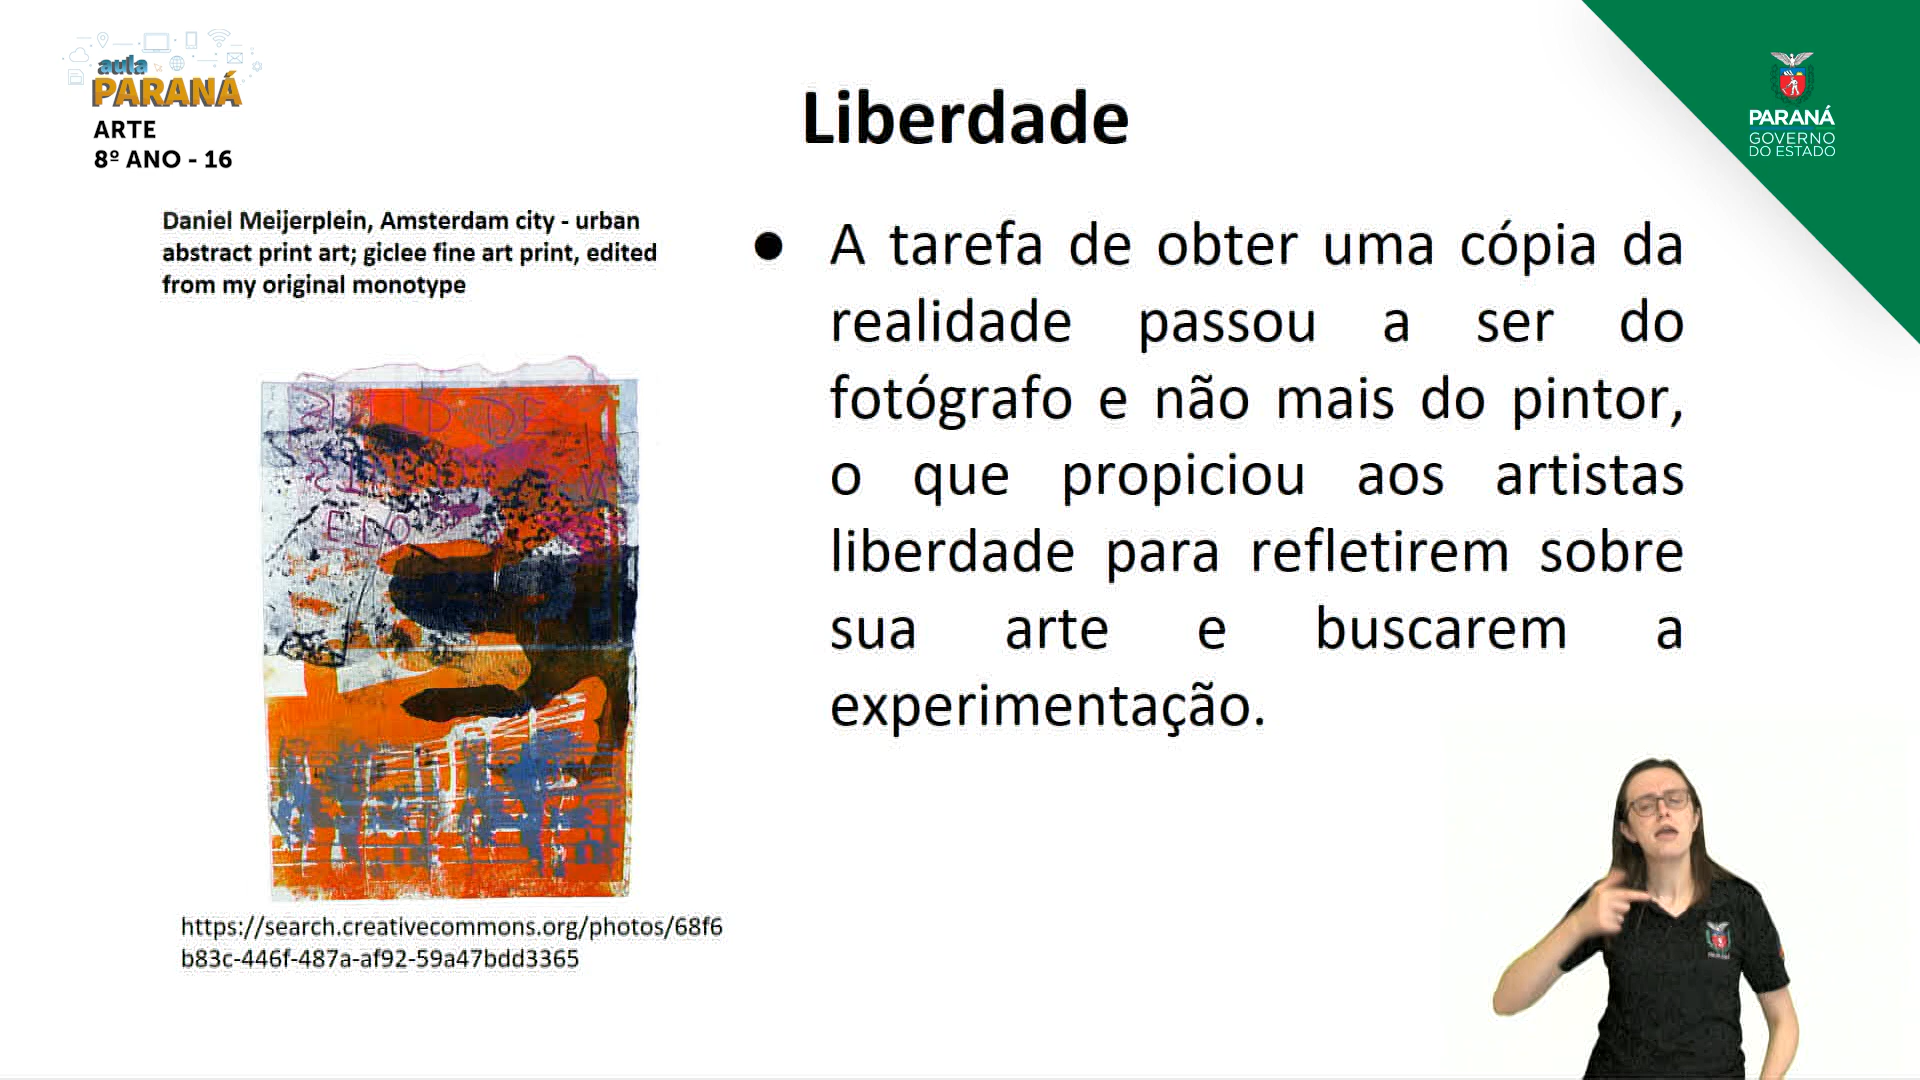 aula
PARANÁ
ARTE
8º ANO - 16
Liberdade
PARANÁ
GOVERNO
DO ESTADO
Daniel Meijerplein, Amsterdam city - urban
abstract print art; giclee fine art print, edited
from my original monotype
● A tarefa de obter uma cópia da
realidade passou a ser do
fotógrafo e não mais do pintor,
o que propiciou aos artistas
liberdade para refletirem sobre
sua arte e buscarem a
experimentação.
https://search.creativecommons.org/photos/68f6
b83c-446f-487a-af92-59a47bdd3365